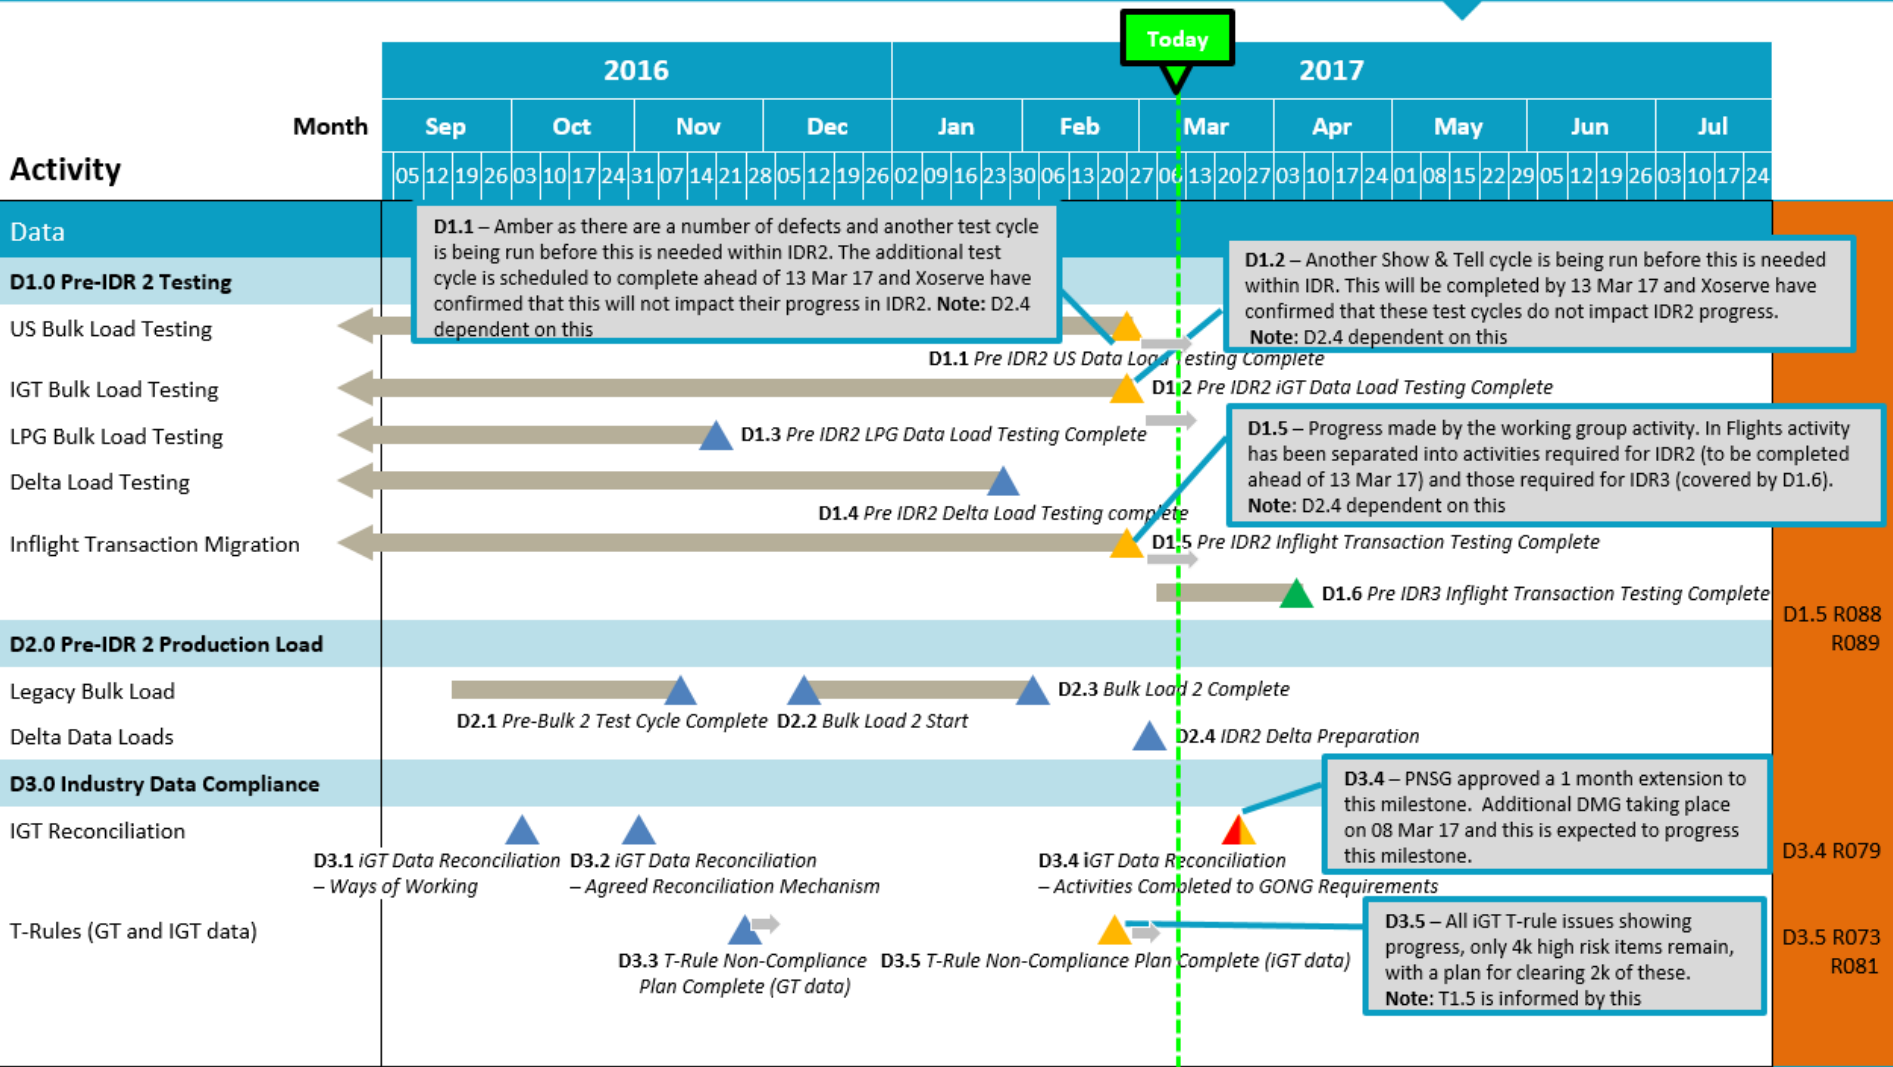 Today
2016
2017
Month
Sep
Oct
Nov
Dec
Jan
Feb
Mar
Apr
May
Jun
Jul
Activity
05 12 19 26 03 10 17 24 31 07 14 21 28 05 12 19 26 02 09 16 23 30 06 13 20 27 06 13 20 27 03 10 17 24 01 08 15 22 29 05 12 19 26 03 10 17 24
Data
D1.1 – Amber as there are a number of defects and another test cycle
is being run before this is needed within IDR2. The additional test
cycle is scheduled to complete ahead of 13 Mar 17 and Xoserve have
confirmed that this will not impact their progress in IDR2. Note: D2.4
dependent on this
D1.2 – Another Show & Tell cycle is being run before this is needed
within IDR. This will be completed by 13 Mar 17 and Xoserve have
confirmed that these test cycles do not impact IDR2 progress.
Note: D2.4 dependent on this
D1.0 Pre-IDR 2 Testing
US Bulk Load Testing
D1.1 Pre IDR2 US Data Load Testing Complete
IGT Bulk Load Testing
D1.2 Pre IDR2 iGT Data Load Testing Complete
LPG Bulk Load Testing
D1.3 Pre IDR2 LPG Data Load Testing Complete
D1.5 – Progress made by the working group activity. In Flights activity
has been separated into activities required for IDR2 (to be completed
ahead of 13 Mar 17) and those required for IDR3 (covered by D1.6).
Note: D2.4 dependent on this
Delta Load Testing
D1.4 Pre IDR2 Delta Load Testing complete
Inflight Transaction Migration
D1.5 Pre IDR2 Inflight Transaction Testing Complete
D1.6 Pre IDR3 Inflight Transaction Testing Complete
D1.5 R088
R089
D2.0 Pre-IDR 2 Production Load
Legacy Bulk Load
D2.3 Bulk Load 2 Complete
D2.1 Pre-Bulk 2 Test Cycle Complete
D2.2 Bulk Load 2 Start
Delta Data Loads
D2.4 IDR2 Delta Preparation
D3.0 Industry Data Compliance
D3.4 – PNSG approved a 1 month extension to
this milestone. Additional DMG taking place
on 08 Mar 17 and this is expected to progress
this milestone.
IGT Reconciliation
D3.4 R079
D3.1 iGT Data Reconciliation
– Ways of Working
D3.2 iGT Data Reconciliation
– Agreed Reconciliation Mechanism
D3.4 iGT Data Reconciliation
– Activities Completed to GONG Requirements
T-Rules (GT and IGT data)
D3.5 – All iGT T-rule issues showing
progress, only 4k high risk items remain,
with a plan for clearing 2k of these.
Note: T1.5 is informed by this
D3.5 R073
R081
D3.3 T-Rule Non-Compliance
Plan Complete (GT data)
D3.5 T-Rule Non-Compliance Plan Complete (iGT data)